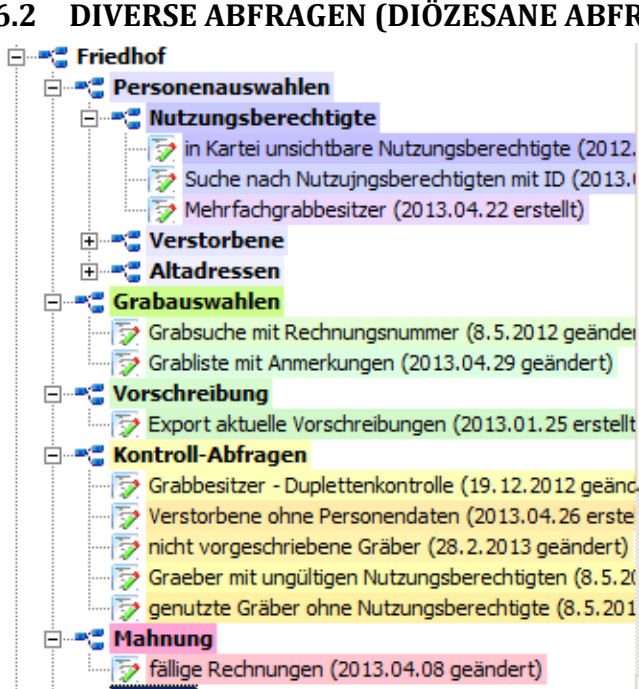 6.2 DIVERSE ABFRAGEN (DIÖZESANE ABFR
Friedhof
Personenauswahlen
Nutzungsberechtigte
in Kartei unsichtbare Nutzungsberechtigte (2012.
Suche nach Nutzujngsberechtigten mit ID (2013.
Mehrfachgrabbesitzer (2013.04.22 erstellt)
Verstorbene
Altadressen
Grabauswahlen
Grabsuche mit Rechnungsnummer (8.5.2012 geänder
Grabliste mit Anmerkungen (2013.04.29 geändert)
Vorschreibung
Export aktuelle Vorschreibungen (2013.01.25 erstellt
Kontroll-Abfragen
Grabbesitzer - Duplettenkontrolle (19.12.2012 geänd
Verstorbene ohne Personendaten (2013.04.26 erste
nicht vorgeschriebene Gräber (28.2.2013 geändert)
Graeber mit ungültigen Nutzungsberechtigten (8.5.20
genutzte Gräber ohne Nutzungsberechtigte (8.5.201
Mahnung
fällige Rechnungen (2013.04.08 geändert)